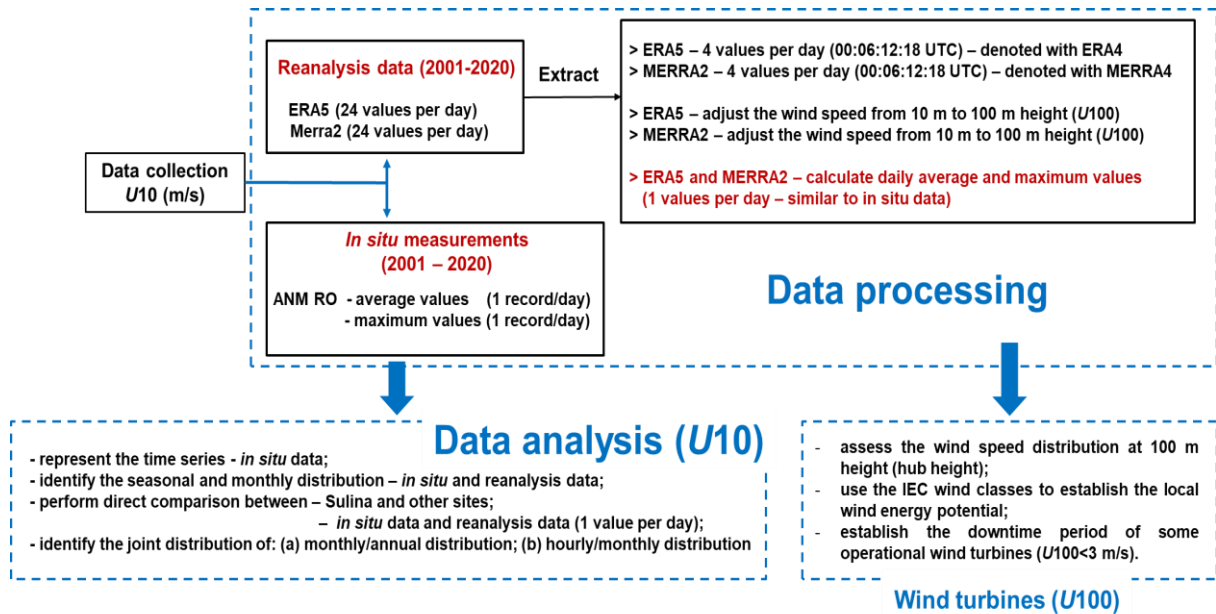 Data collection
U10 (m/s)
Reanalysis data (2001-2020)
ERA5 (24 values per day)
Merra2 (24 values per day)
Extract
> ERA5 – 4 values per day (00:06:12:18 UTC) – denoted with ERA4
> MERRA2 – 4 values per day (00:06:12:18 UTC) – denoted with MERRA4
> ERA5 – adjust the wind speed from 10 m to 100 m height (U100)
> MERRA2 – adjust the wind speed from 10 m to 100 m height (U100)
> ERA5 and MERRA2 – calculate daily average and maximum values
(1 values per day – similar to in situ data)
In situ measurements
(2001 – 2020)
ANM RO - average values (1 record/day)
- maximum values (1 record/day)
Data processing
Data analysis (U10)
- represent the time series - in situ data;
- identify the seasonal and monthly distribution – in situ and reanalysis data;
- perform direct comparison between – Sulina and other sites;
– in situ data and reanalysis data (1 value per day);
- identify the joint distribution of: (a) monthly/annual distribution; (b) hourly/monthly distribution
- assess the wind speed distribution at 100 m
height (hub height);
- use the IEC wind classes to establish the local
wind energy potential;
- establish the downtime period of some
operational wind turbines (U100<3 m/s).
Wind turbines (U100)